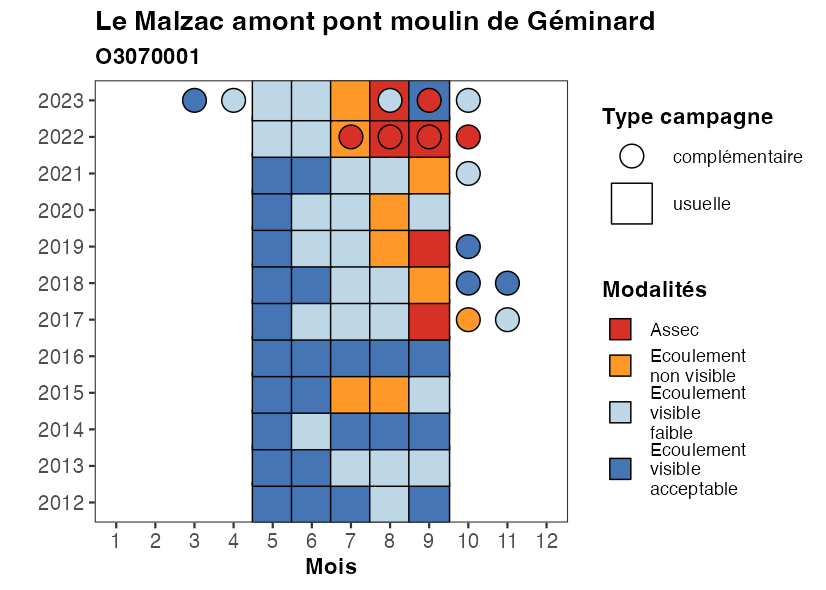 Le Malzac amont pont moulin de Géminard
O3070001
2023
2022
2021
2020
2019
2018
2017
2016
2015
2014
2013
2012
1 2 3 4 5 6 7 8 9 10 11 12
Mois
Type campagne
complémentaire
usuelle
Modalités
Assec
Ecoulement
non visible
Ecoulement
visible
faible
Ecoulement
visible
acceptable